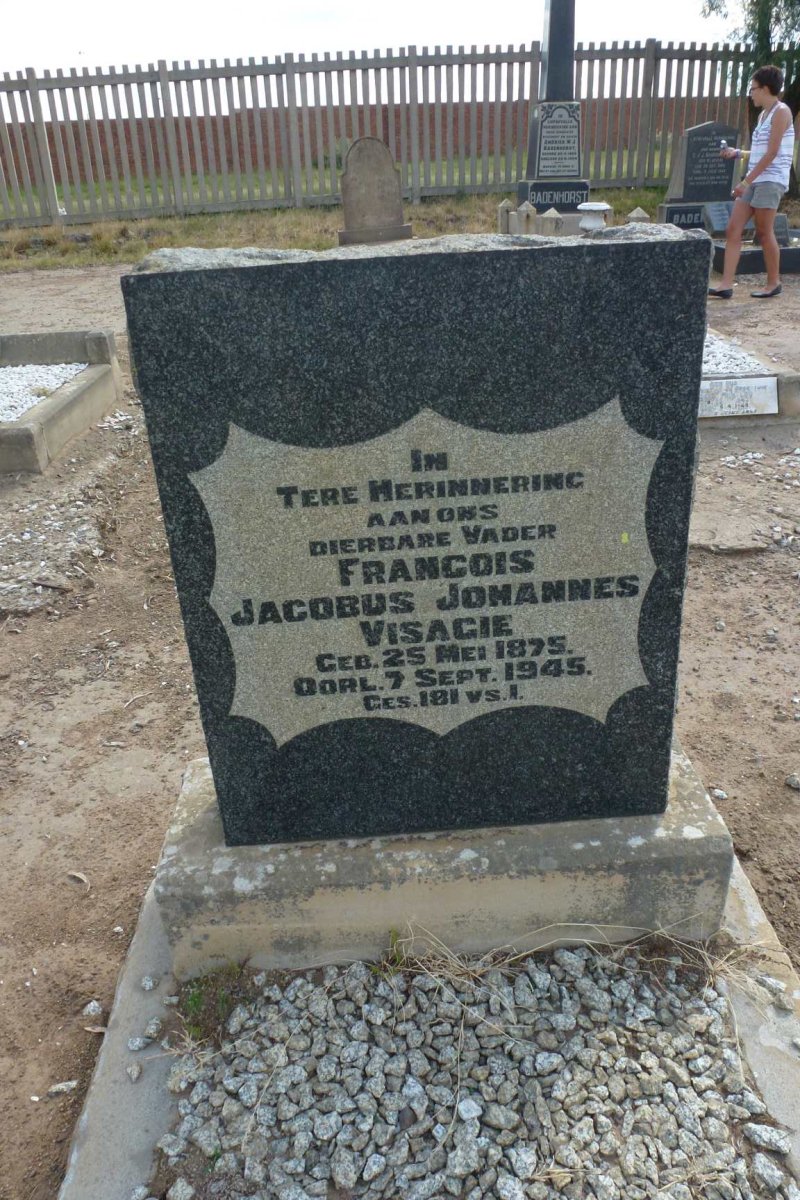 IN
TERE HERINNERING
AAN ONS
DIERBARE VADER
FRANCOIS
JACOBUS JOHANNES
VISAGIE
GEB. 25 MEI 1875.
OORL. 7 SEPT. 1945.
GES. 181 VS. 1.
BADENHORST
BADE